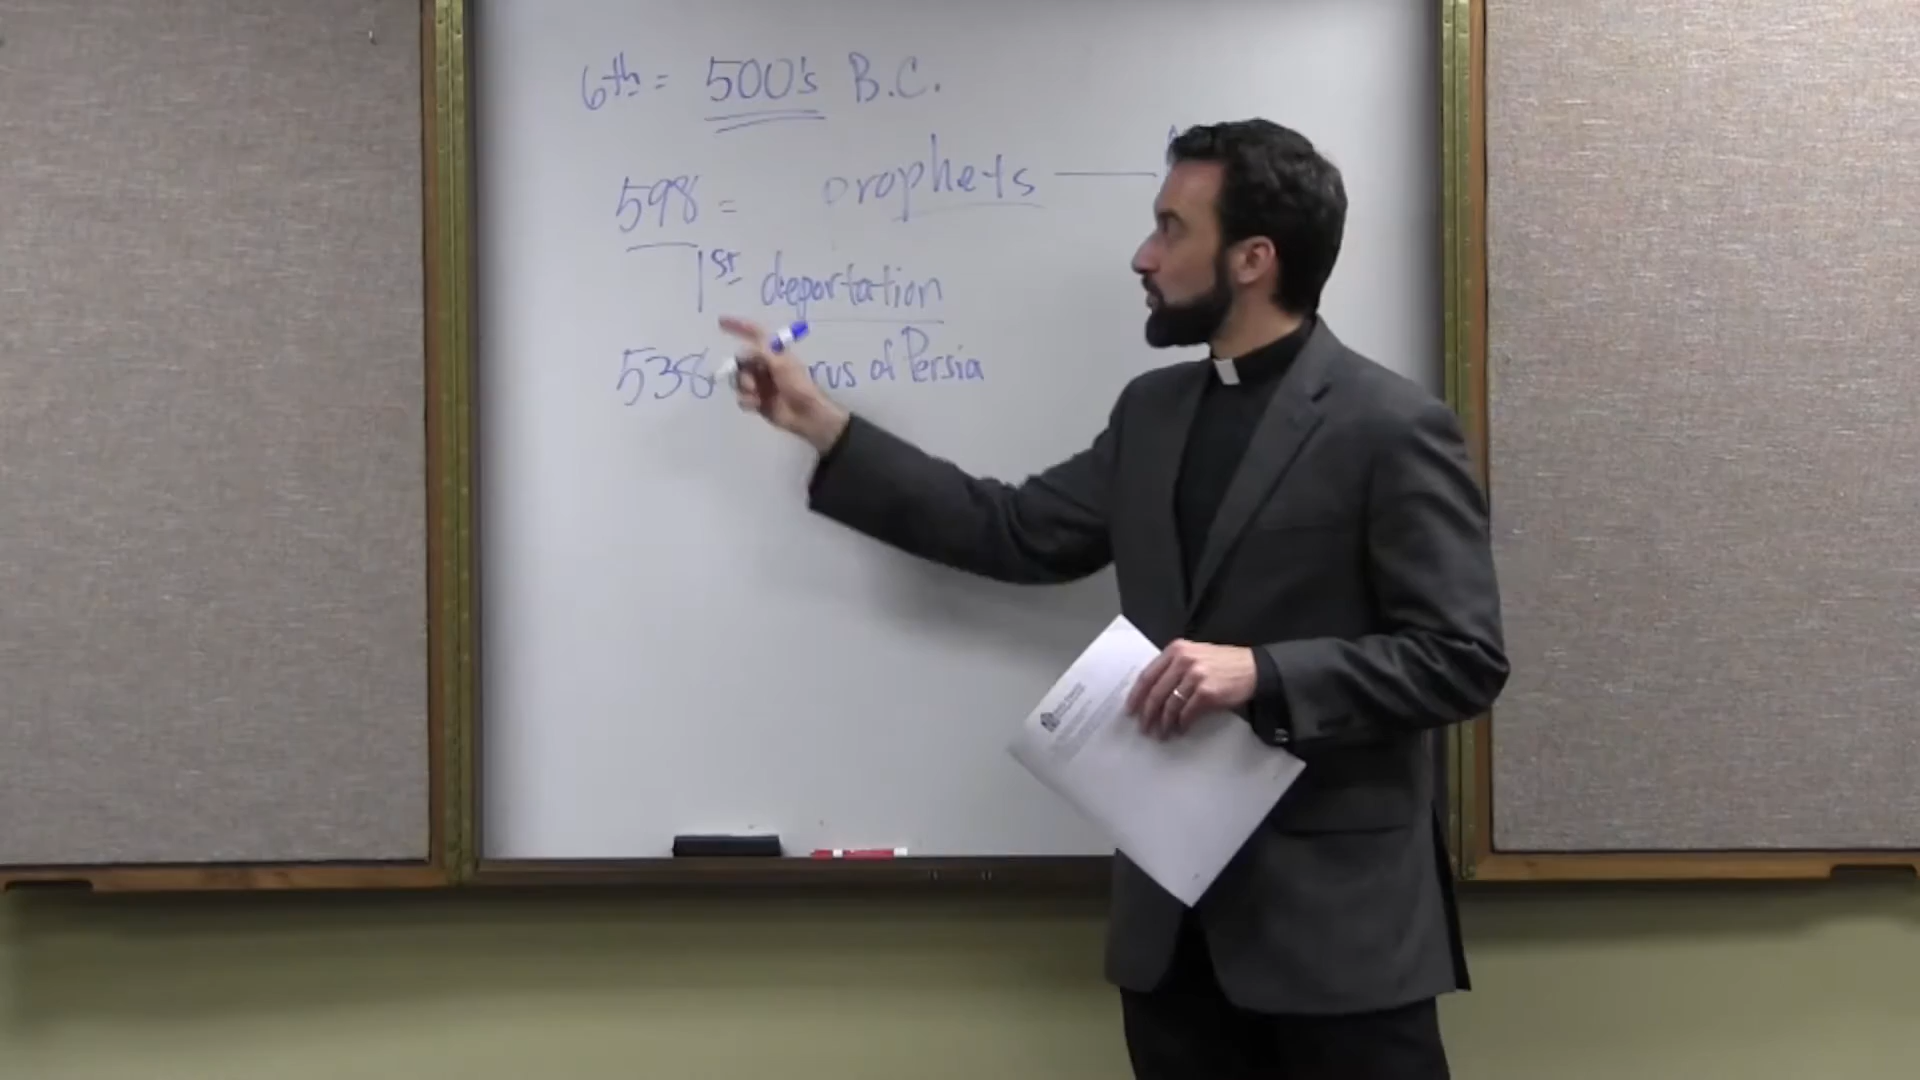 6th = 500's B.C.
598 = prophets
1st deportation
538 rus of Persia